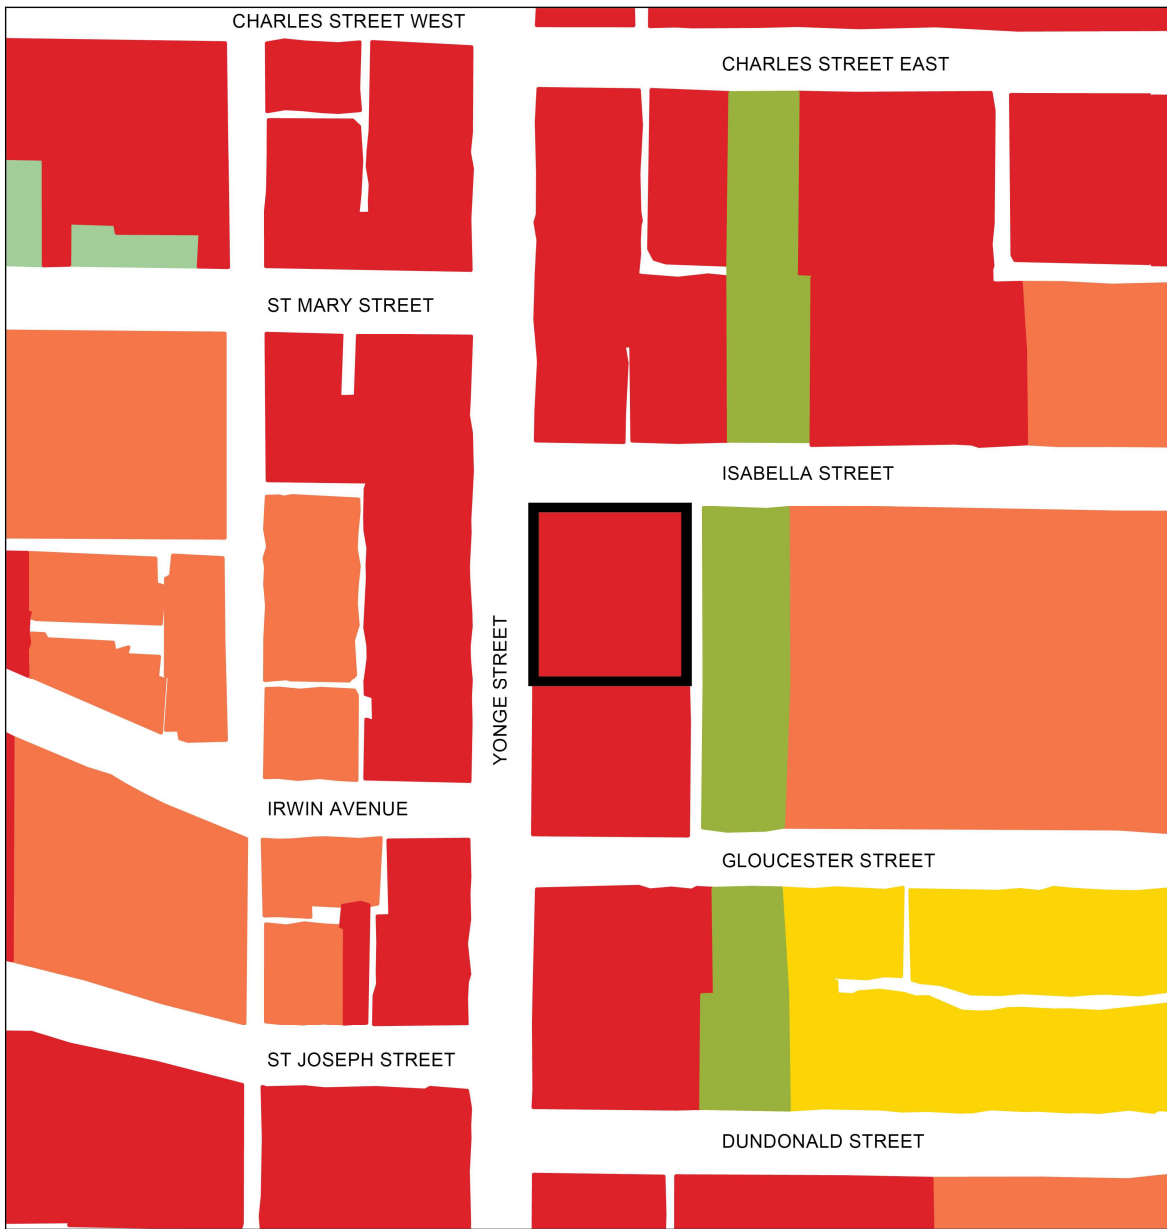 CHARLES STREET WEST
CHARLES STREET EAST
ST MARY STREET
ISABELLA STREET
YONGE STREET
IRWIN AVENUE
GLOUCESTER STREET
ST JOSEPH STREET
DUNDONALD STREET